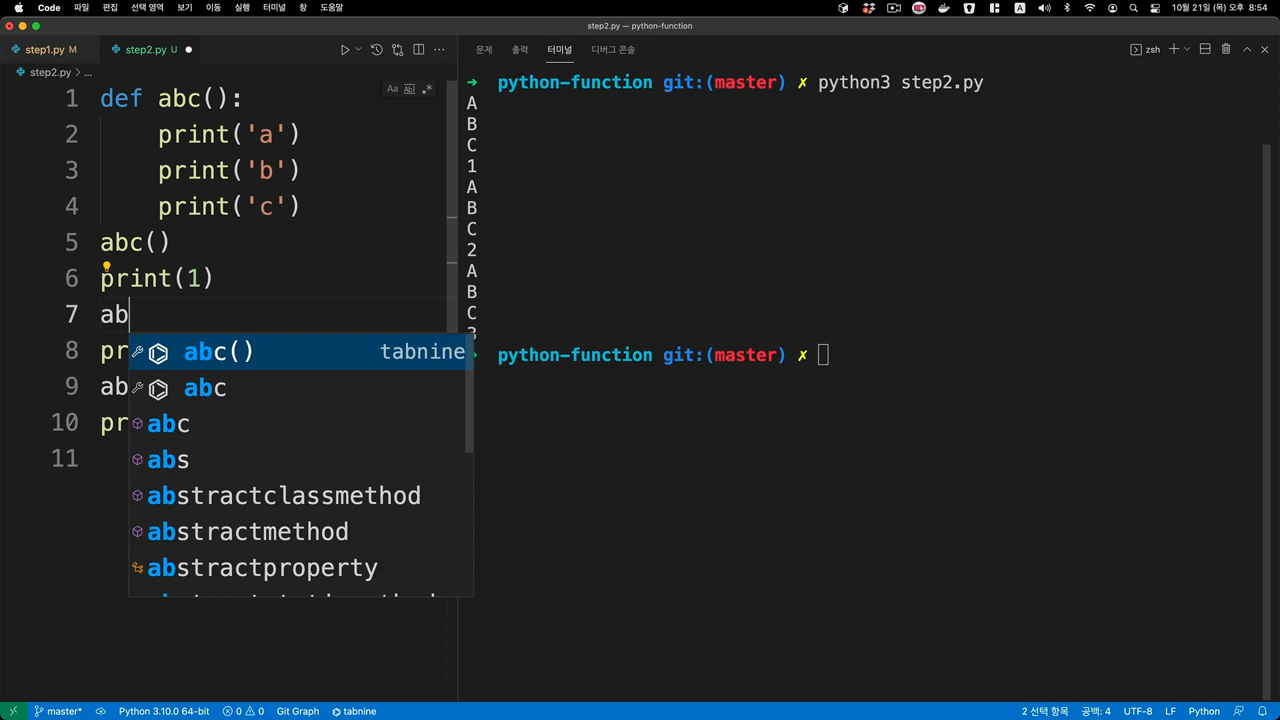 Code 파일 편집 선택 영역 보기 이동 실행 터미널 창 도움말 A 10월 21일 (목) 오후 8:54
step2.py — python-function
step1.py M step2.py U
문제 출력 터미널 디버그 콘솔 zsh
step2.py > ...
Aa Ab
1 def abc():
2 print('a')
3 print('b')
4 print('c')
5 abc()
6 print(1)
7 ab
8 pr
9 ab
10 pr
11
abc() tabnine
abc
abc
abs
abstractclassmethod
abstractmethod
abstractproperty
→ python-function git:(master) ✗ python3 step2.py
A
B
C
1
A
B
C
2
A
B
C
3
python-function git:(master) ✗
master* Python 3.10.0 64-bit 0 0 Git Graph tabnine 2 선택 항목 공백: 4 UTF-8 LF Python